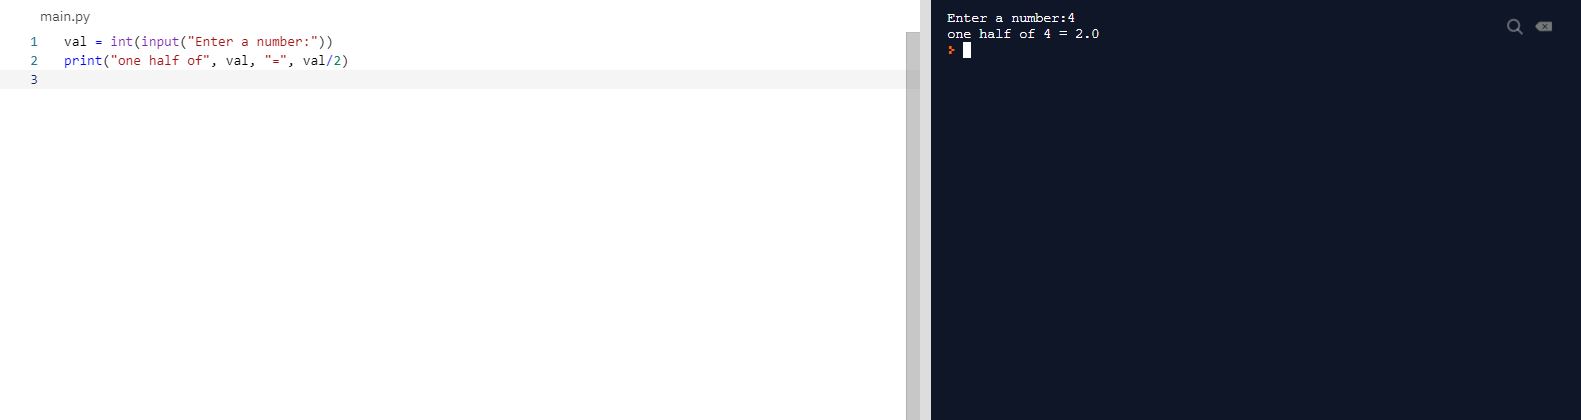 main.py
1 val = int(input("Enter a number:"))
2 print("one half of", val, "=", val/2)
3
Enter a number:4
one half of 4 = 2.0